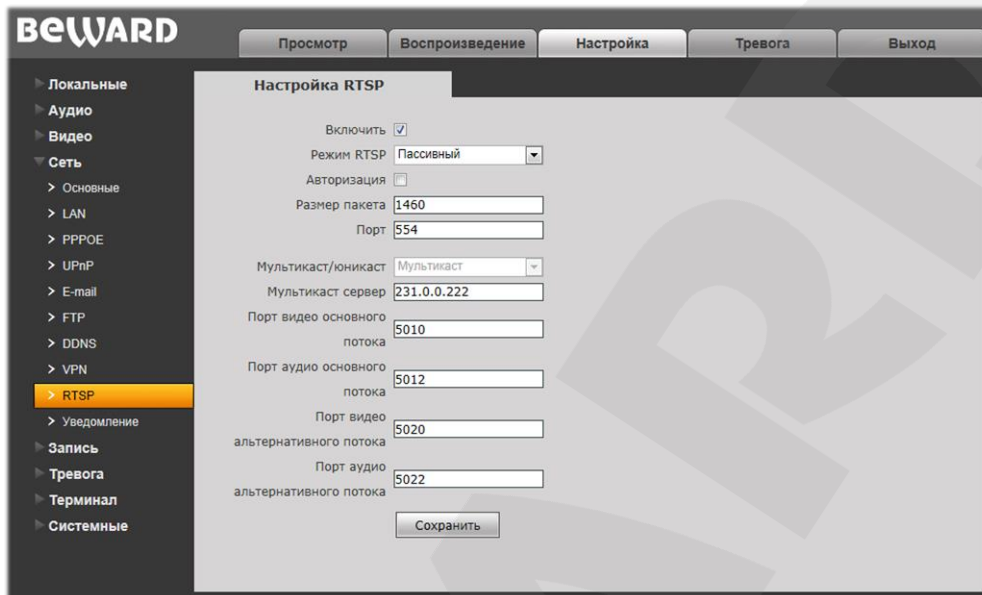 BEWARD
Просмотр
Воспроизведение
Настройка
Тревога
Выход
Локальные
Аудио
Видео
Сеть
Основные
LAN
PPPOE
UPnP
E-mail
FTP
DDNS
VPN
RTSP
Уведомление
Запись
Тревога
Терминал
Системные
Настройка RTSP
Включить
Режим RTSP Пассивный
Авторизация
Размер пакета 1460
Порт 554
Мультикаст/юникаст Мультикаст
Мультикаст сервер 231.0.0.222
Порт видео основного
потока 5010
Порт аудио основного
потока 5012
Порт видео
альтернативного потока 5020
Порт аудио
альтернативного потока 5022
Сохранить